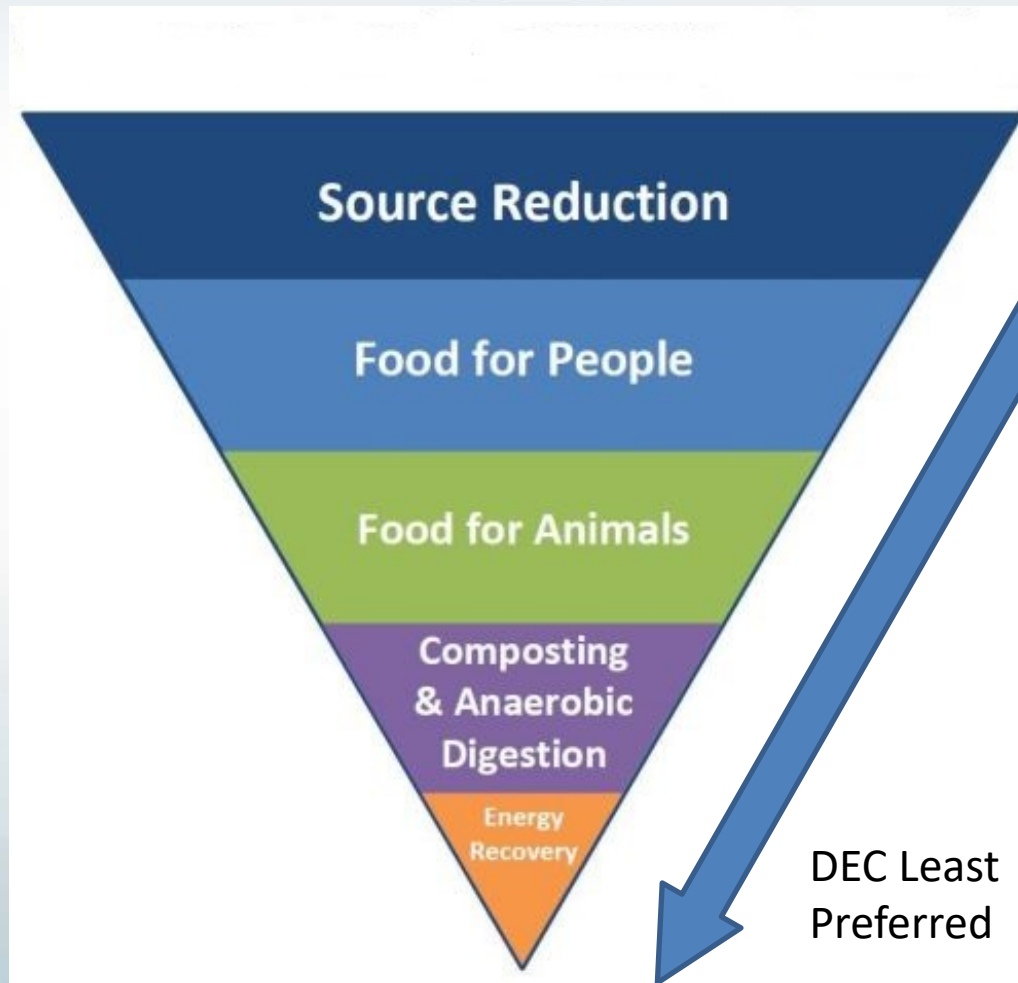 Source Reduction
Food for People
Food for Animals
Composting
& Anaerobic
Digestion
Energy
Recovery
DEC Least
Preferred